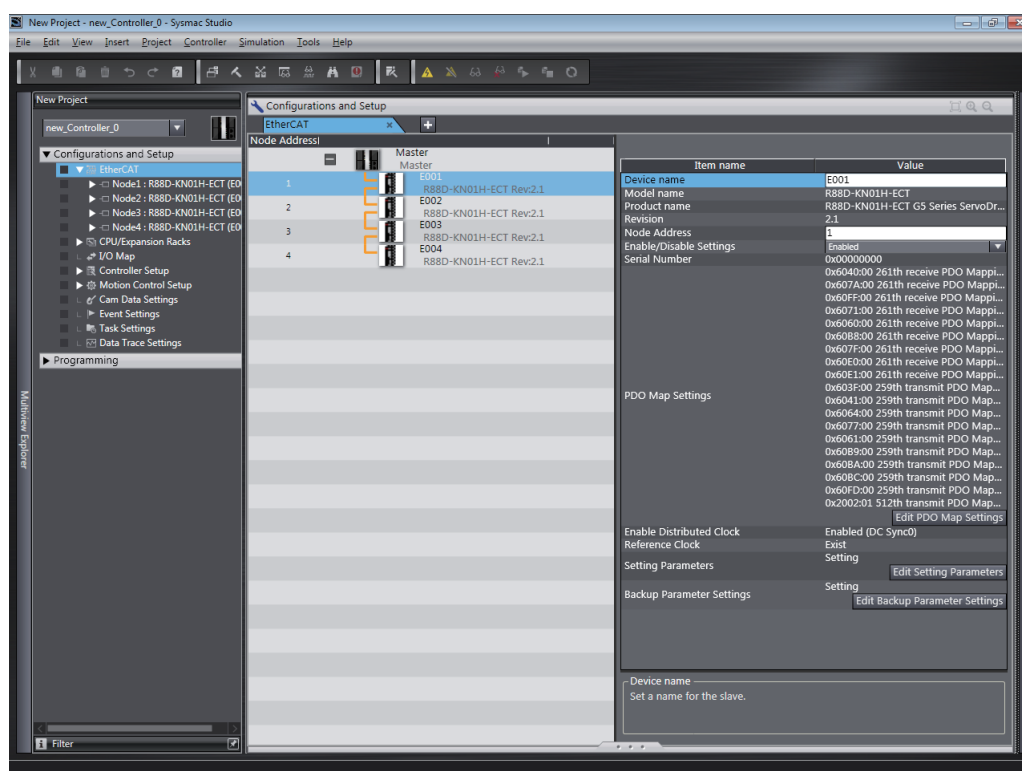 New Project - new_Controller_0 - Sysmac Studio
File Edit View Insert Project Controller Simulation Tools Help
New Project
new_Controller_0
Configurations and Setup
EtherCAT
Node1 : R88D-KN01H-ECT (E0
Node2 : R88D-KN01H-ECT (E0
Node3 : R88D-KN01H-ECT (E0
Node4 : R88D-KN01H-ECT (E0
CPU/Expansion Racks
I/O Map
Controller Setup
Motion Control Setup
Cam Data Settings
Event Settings
Task Settings
Data Trace Settings
Programming
Multiview Explorer
Filter
Configurations and Setup
EtherCAT
Node Address
Master
Master
1 E001
R88D-KN01H-ECT Rev:2.1
2 E002
R88D-KN01H-ECT Rev:2.1
3 E003
R88D-KN01H-ECT Rev:2.1
4 E004
R88D-KN01H-ECT Rev:2.1
Item name Value
Device name E001
Model name R88D-KN01H-ECT
Product name R88D-KN01H-ECT G5 Series ServoDr...
Revision 2.1
Node Address 1
Enable/Disable Settings Enabled
Serial Number 0x00000000
PDO Map Settings
0x6040:00 261th receive PDO Mappi...
0x607A:00 261th receive PDO Mappi...
0x60FF:00 261th receive PDO Mappi...
0x6071:00 261th receive PDO Mappi...
0x6060:00 261th receive PDO Mappi...
0x60B8:00 261th receive PDO Mappi...
0x607F:00 261th receive PDO Mappi...
0x60E0:00 261th receive PDO Mappi...
0x60E1:00 261th receive PDO Mappi...
0x603F:00 259th transmit PDO Map...
0x6041:00 259th transmit PDO Map...
0x6064:00 259th transmit PDO Map...
0x6077:00 259th transmit PDO Map...
0x6061:00 259th transmit PDO Map...
0x60B9:00 259th transmit PDO Map...
0x60BA:00 259th transmit PDO Map...
0x60BC:00 259th transmit PDO Map...
0x60FD:00 259th transmit PDO Map...
0x2002:01 512th transmit PDO Map...
Edit PDO Map Settings
Enable Distributed Clock Enabled (DC Sync0)
Reference Clock Exist
Setting Parameters Setting
Edit Setting Parameters
Backup Parameter Settings Setting
Edit Backup Parameter Settings
Device name
Set a name for the slave.